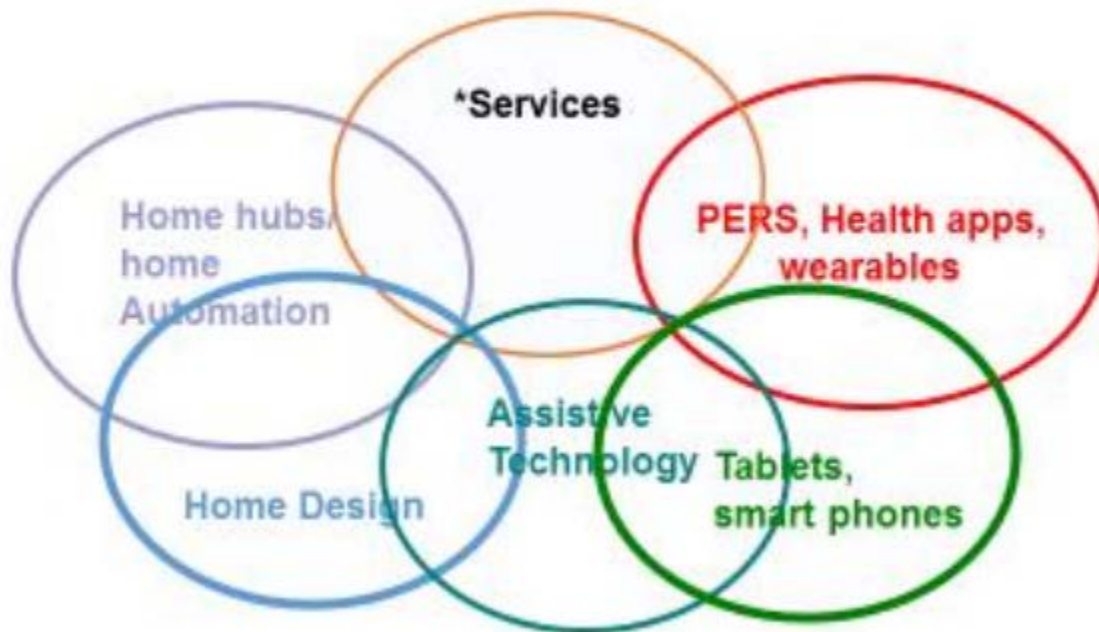 *Services
Home hubs/
home
Automation
PERS, Health apps,
wearables
Assistive
Technology
Home Design
Tablets,
smart phones